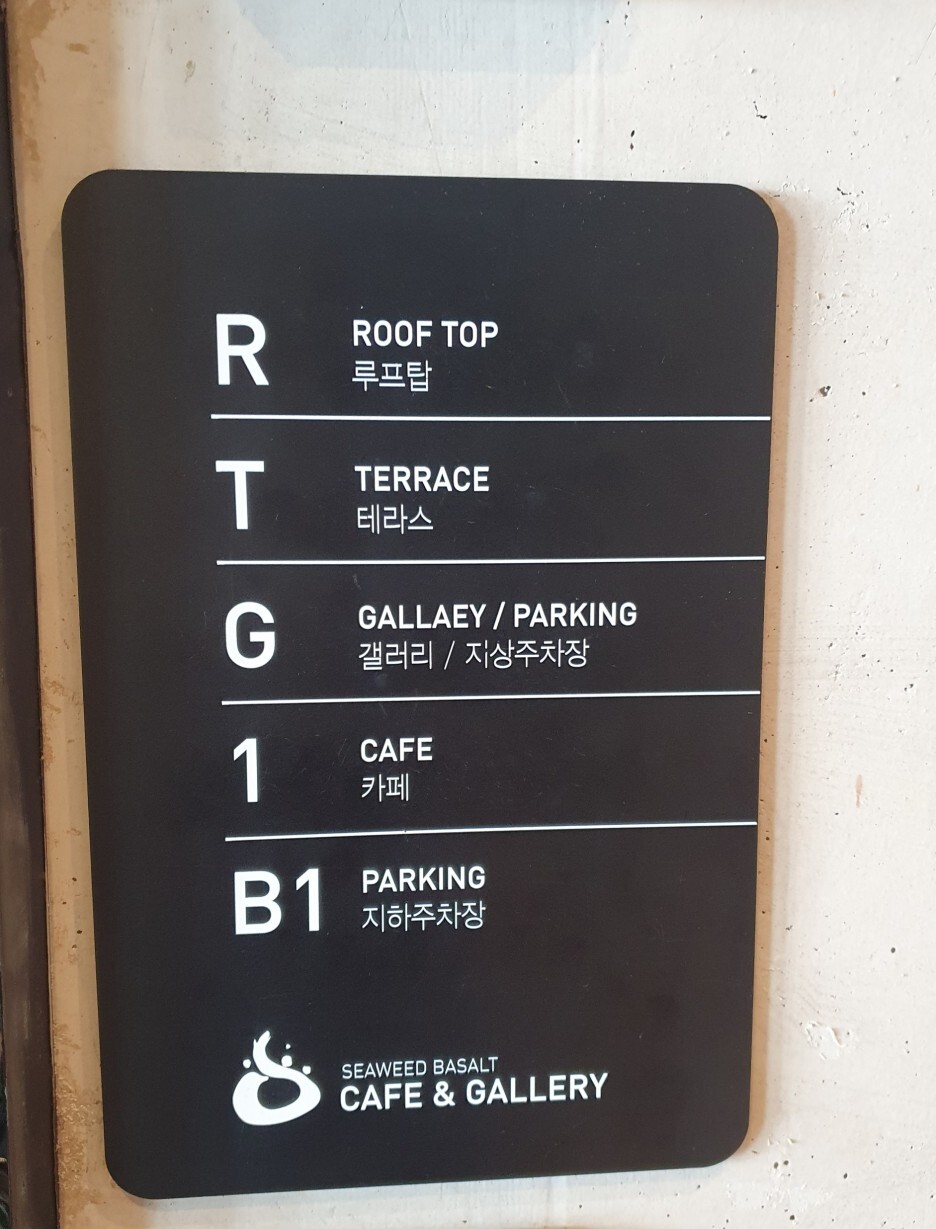 R
ROOF TOP
루프탑
T
TERRACE
테라스
G
GALLAEY / PARKING
갤러리 / 지상주차장
1
CAFE
카페
B1
PARKING
지하주차장
SEAWEED BASALT
CAFE & GALLERY